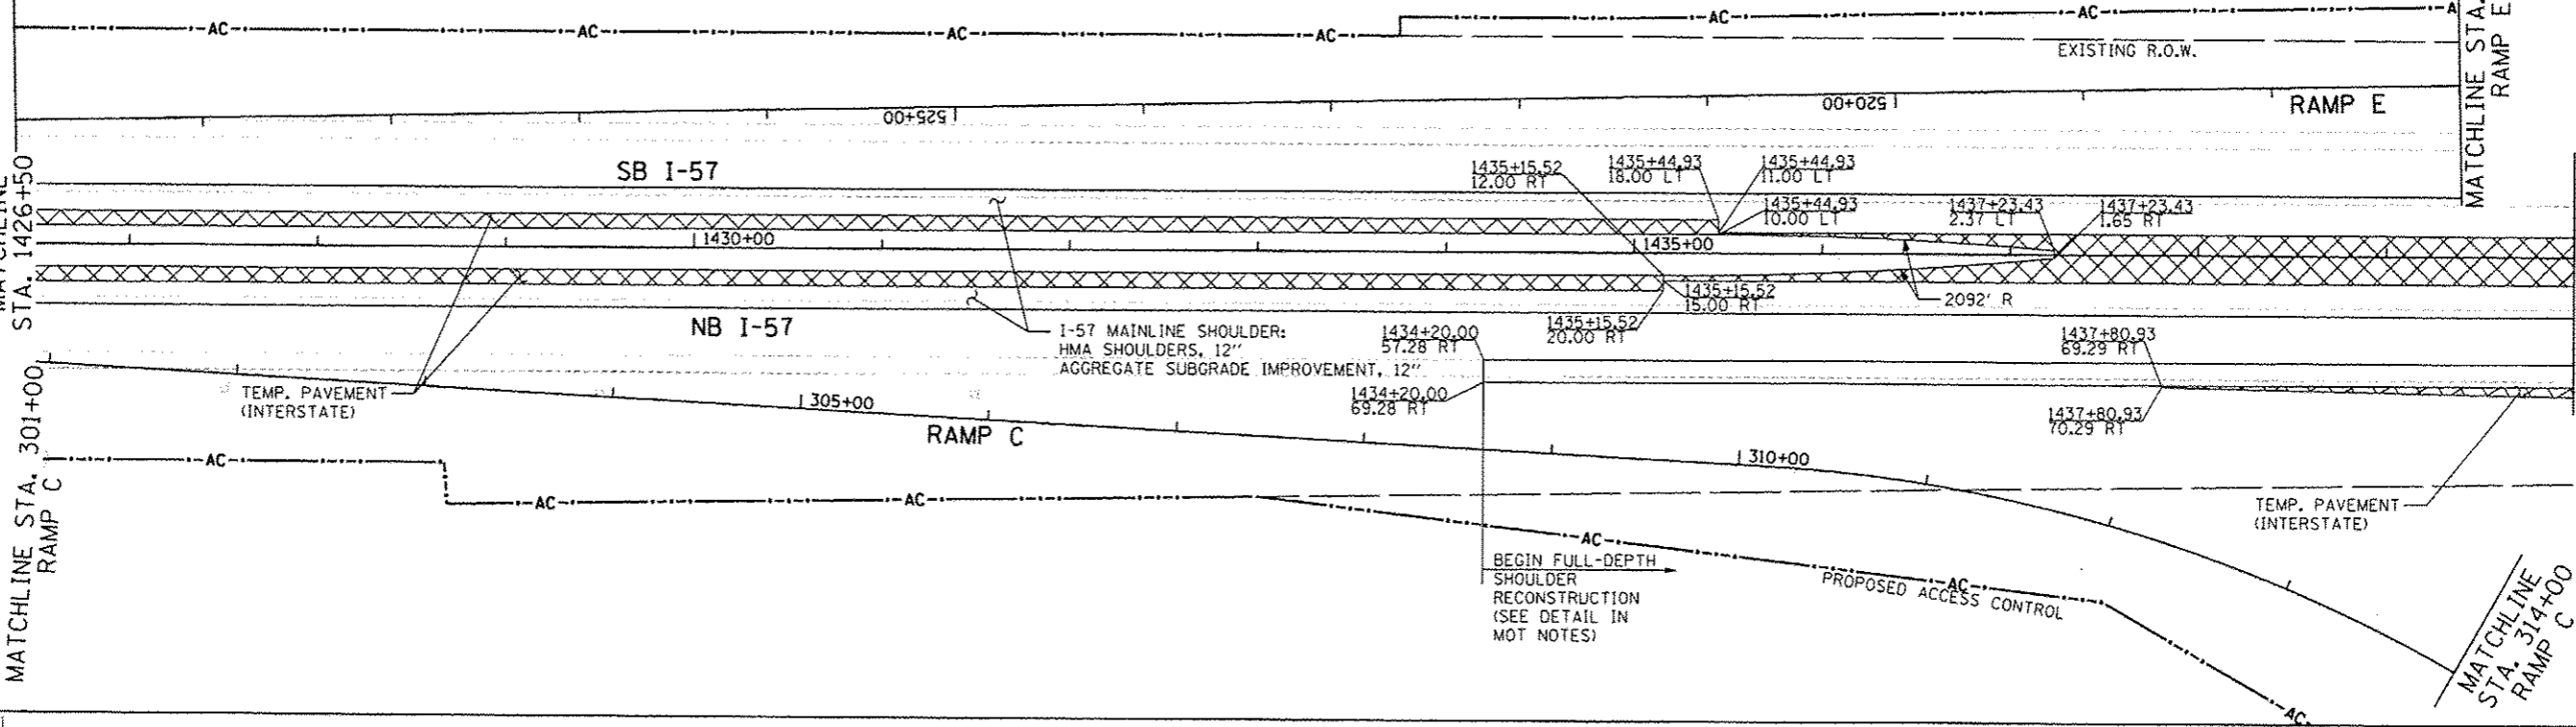 AC AC AC AC AC AC
EXISTING R.O.W.
MATCHLINE STA.
RAMP E
525+00
520+00
RAMP E
MATCHLINE
STA. 1426+50
SB I-57
1435+15.52
12.00 RT
1435+44.93
18.00 LT
1435+44.93
11.00 LT
1435+44.93
10.00 LT
1437+23.43
2.37 LT
1437+23.43
1.65 RT
1430+00
1435+00
1435+15.52
15.00 RT
2092' R
NB I-57
I-57 MAINLINE SHOULDER:
HMA SHOULDERS, 12"
AGGREGATE SUBGRADE IMPROVEMENT, 12"
1434+20.00
57.28 RT
1435+15.52
20.00 RT
1437+80.93
69.29 RT
TEMP. PAVEMENT
(INTERSTATE)
305+00
1434+20.00
69.28 RT
1437+80.93
70.29 RT
RAMP C
310+00
MATCHLINE STA. 301+00
RAMP C
AC AC AC
TEMP. PAVEMENT
(INTERSTATE)
AC
BEGIN FULL-DEPTH
SHOULDER
RECONSTRUCTION
(SEE DETAIL IN
MOT NOTES)
AC
PROPOSED ACCESS CONTROL
MATCHLINE
STA. 314+00
RAMP C
AC